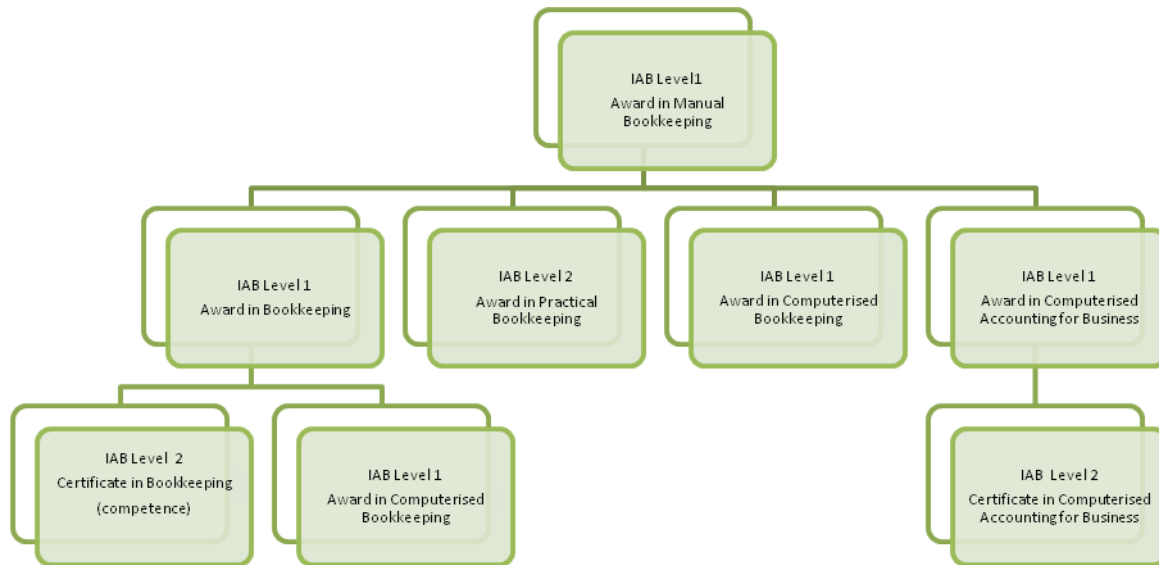 IAB Level1
Award in Manual
Bookkeeping
IAB Level 1
Award in Bookkeeping
IAB Level 2
Award in Practical
Bookkeeping
IAB Level 1
Award in Computerised
Bookkeeping
IAB Level 1
Award in Computerised
Accounting for Business
IAB Level 2
Certificate in Bookkeeping
(competence)
IAB Level 1
Award in Computerised
Bookkeeping
IAB Level 2
Certificate in Computerised
Accounting for Business